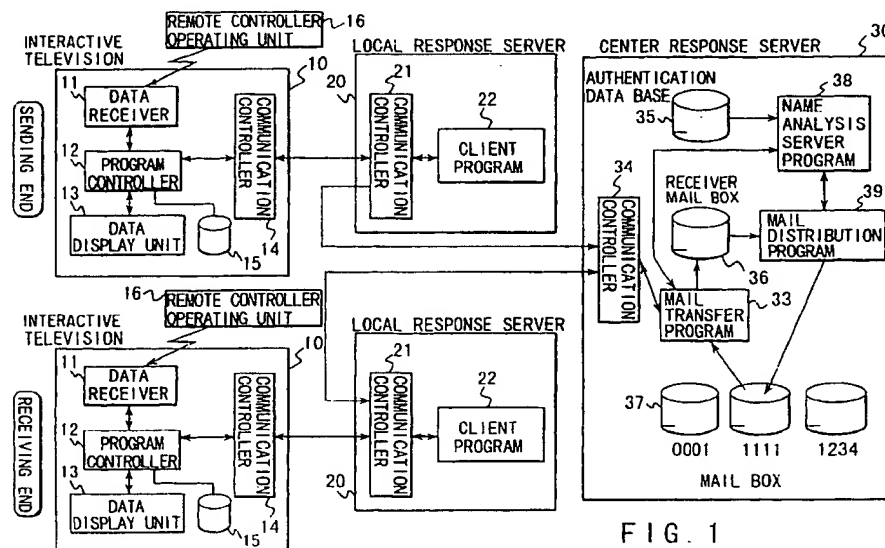 16
REMOTE CONTROLLER
OPERATING UNIT
INTERACTIVE
TELEVISION
10
SENDING END
11
DATA
RECEIVER
12
PROGRAM
CONTROLLER
13
DATA
DISPLAY UNIT
15
COMMUNICATION
CONTROLLER
14
LOCAL RESPONSE SERVER
20
21
COMMUNICATION
CONTROLLER
22
CLIENT
PROGRAM
CENTER RESPONSE SERVER
30
AUTHENTICATION
DATA BASE
35
38
NAME
ANALYSIS
SERVER
PROGRAM
34
COMMUNICATION
CONTROLLER
RECEIVER
MAIL BOX
36
39
MAIL
DISTRIBUTION
PROGRAM
MAIL
TRANSFER
PROGRAM
33
37
0001
1111
1234
MAIL BOX
16
REMOTE CONTROLLER
OPERATING UNIT
INTERACTIVE
TELEVISION
10
RECEIVING END
11
DATA
RECEIVER
12
PROGRAM
CONTROLLER
13
DATA
DISPLAY UNIT
15
COMMUNICATION
CONTROLLER
14
LOCAL RESPONSE SERVER
20
21
COMMUNICATION
CONTROLLER
22
CLIENT
PROGRAM
FIG. 1